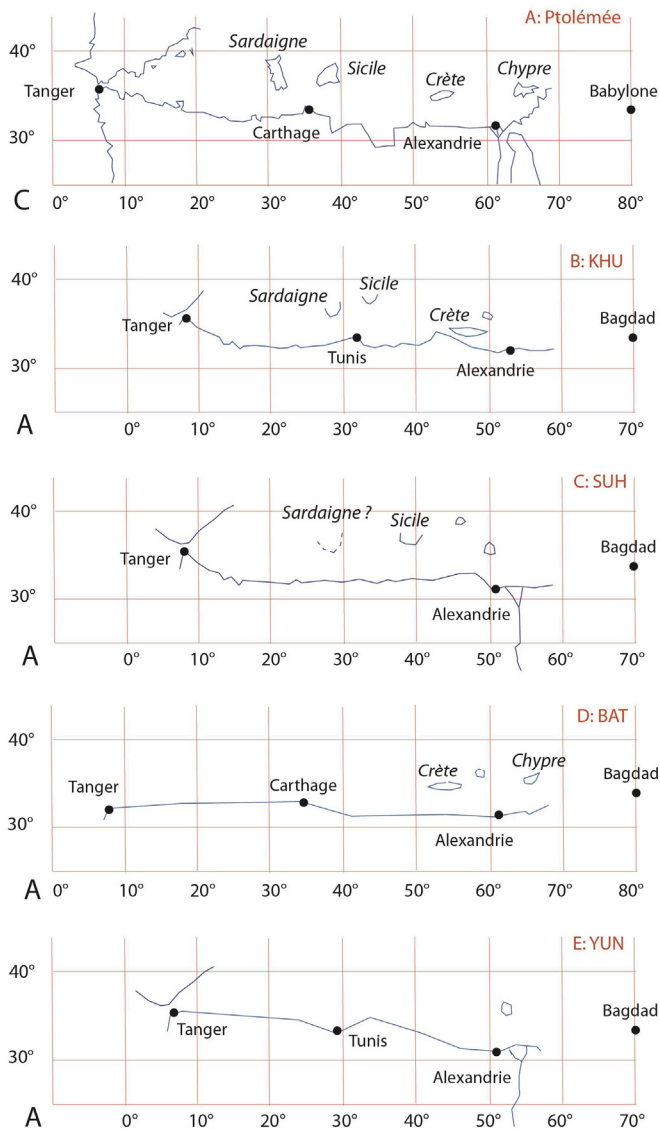 A: Ptolémée
40°
Sardaigne
Sicile
Crète
Chypre
Tanger
Babylone
Carthage
Alexandrie
30°
C
0° 10° 20° 30° 40° 50° 60° 70° 80°
B: KHU
40°
Sardaigne
Sicile
Crète
Tanger
Bagdad
Tunis
Alexandrie
30°
A
0° 10° 20° 30° 40° 50° 60° 70°
C: SUH
40°
Sardaigne ?
Sicile
Tanger
Bagdad
30°
Alexandrie
A
0° 10° 20° 30° 40° 50° 60° 70°
D: BAT
40°
Crète
Chypre
Tanger
Carthage
Bagdad
30°
Alexandrie
A
0° 10° 20° 30° 40° 50° 60° 70° 80°
E: YUN
40°
Bagdad
Tanger
Tunis
30°
Alexandrie
A
0° 10° 20° 30° 40° 50° 60° 70°